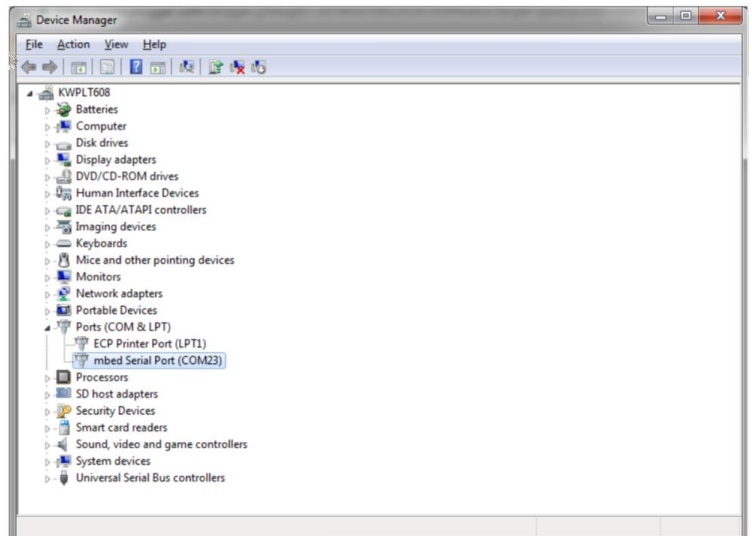 Device Manager
File Action View Help
KWPLT608
Batteries
Computer
Disk drives
Display adapters
DVD/CD-ROM drives
Human Interface Devices
IDE ATA/ATAPI controllers
Imaging devices
Keyboards
Mice and other pointing devices
Monitors
Network adapters
Portable Devices
Ports (COM & LPT)
ECP Printer Port (LPT1)
mbed Serial Port (COM23)
Processors
SD host adapters
Security Devices
Smart card readers
Sound, video and game controllers
System devices
Universal Serial Bus controllers